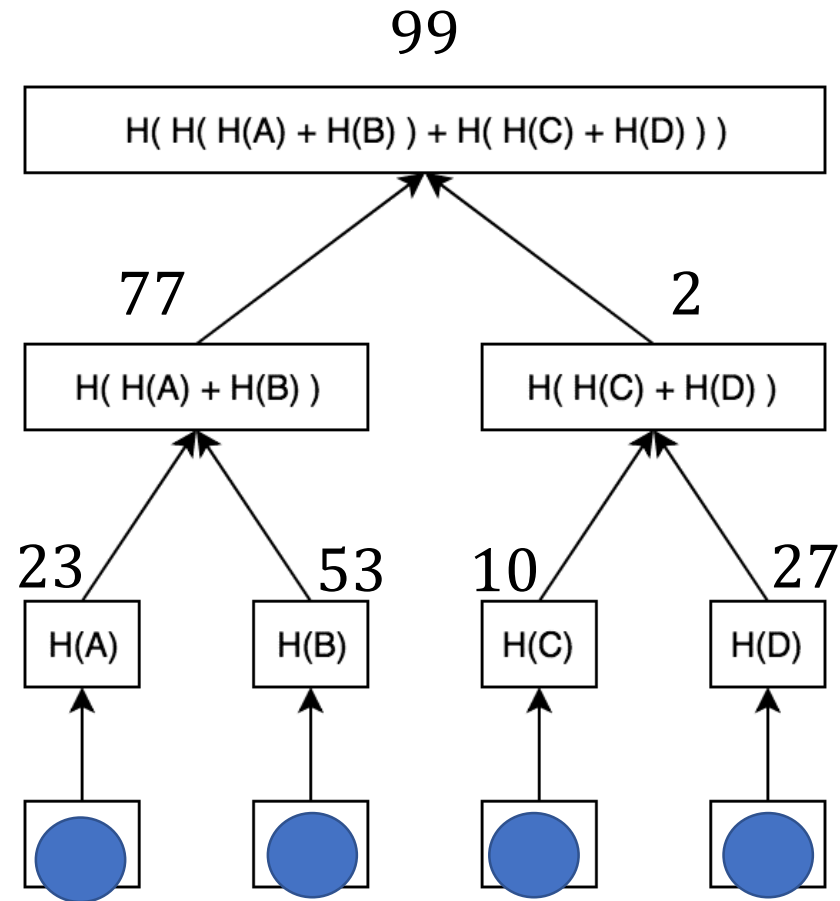 99
H( H( H(A) + H(B) ) + H( H(C) + H(D) ) )
77
2
H( H(A) + H(B) )
H( H(C) + H(D) )
23
53
10
27
H(A)
H(B)
H(C)
H(D)